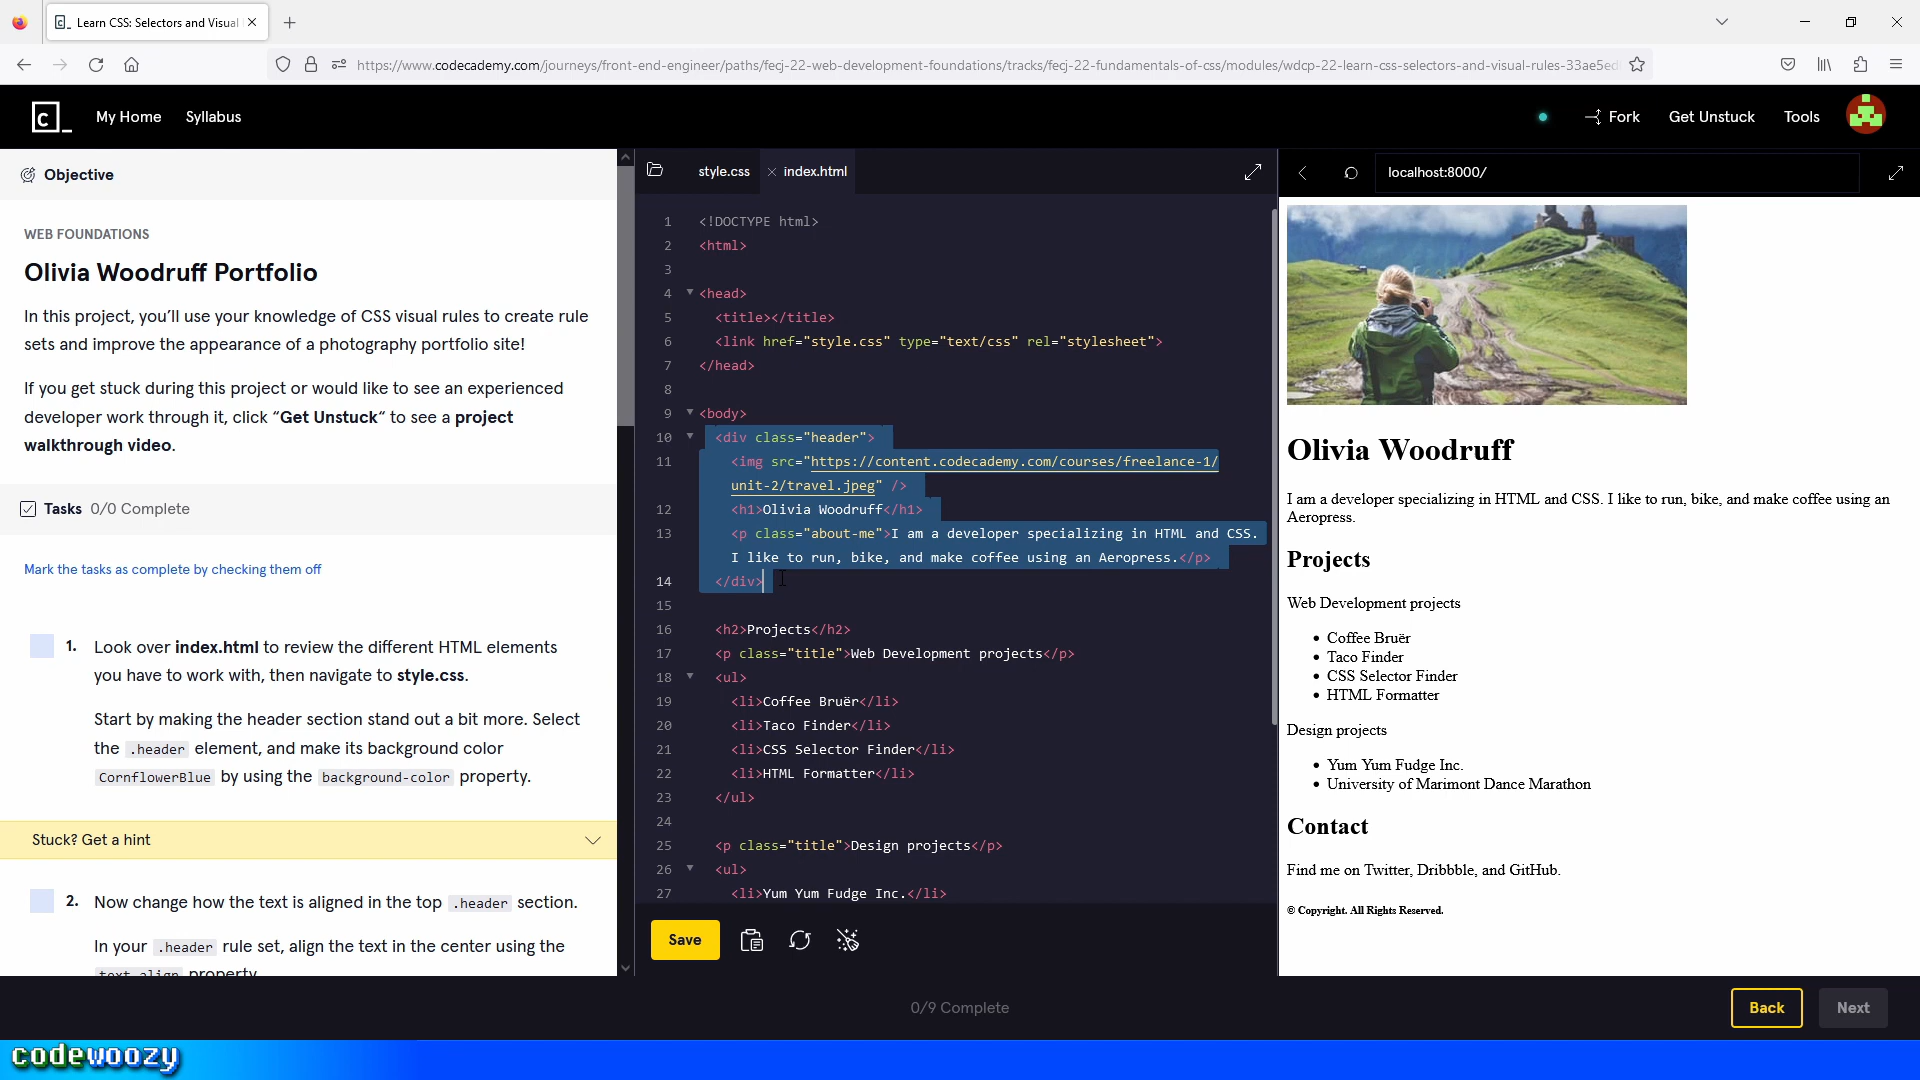 Learn CSS: Selectors and Visual
https://www.codecademy.com/journeys/front-end-engineer/paths/fecj-22-web-development-foundations/tracks/fecj-22-fundamentals-of-css/modules/wdcp-22-learn-css-selectors-and-visual-rules-33ae5ed
c_
My Home
Syllabus
Fork
Get Unstuck
Tools
Objective
WEB FOUNDATIONS
Olivia Woodruff Portfolio
In this project, you’ll use your knowledge of CSS visual rules to create rule
sets and improve the appearance of a photography portfolio site!
If you get stuck during this project or would like to see an experienced
developer work through it, click “Get Unstuck“ to see a project
walkthrough video.
Tasks 0/0 Complete
Mark the tasks as complete by checking them off
1. Look over index.html to review the different HTML elements
you have to work with, then navigate to style.css.
Start by making the header section stand out a bit more. Select
the .header element, and make its background color
CornflowerBlue by using the background-color property.
Stuck? Get a hint
2. Now change how the text is aligned in the top .header section.
In your .header rule set, align the text in the center using the
text-align property
style.css
index.html
1 <!DOCTYPE html>
2 <html>
3
4 <head>
5 <title></title>
6 <link href="style.css" type="text/css" rel="stylesheet">
7 </head>
8
9 <body>
10 <div class="header">
11 <img src="https://content.codecademy.com/courses/freelance-1/
unit-2/travel.jpeg" />
12 <h1>Olivia Woodruff</h1>
13 <p class="about-me">I am a developer specializing in HTML and CSS.
I like to run, bike, and make coffee using an Aeropress.</p>
14 </div>
15
16 <h2>Projects</h2>
17 <p class="title">Web Development projects</p>
18 <ul>
19 <li>Coffee Bruër</li>
20 <li>Taco Finder</li>
21 <li>CSS Selector Finder</li>
22 <li>HTML Formatter</li>
23 </ul>
24
25 <p class="title">Design projects</p>
26 <ul>
27 <li>Yum Yum Fudge Inc.</li>
Save
localhost:8000/
Olivia Woodruff
I am a developer specializing in HTML and CSS. I like to run, bike, and make coffee using an
Aeropress.
Projects
Web Development projects
• Coffee Bruër
• Taco Finder
• CSS Selector Finder
• HTML Formatter
Design projects
• Yum Yum Fudge Inc.
• University of Marimont Dance Marathon
Contact
Find me on Twitter, Dribbble, and GitHub.
© Copyright. All Rights Reserved.
0/9 Complete
Back
Next
codewoozy